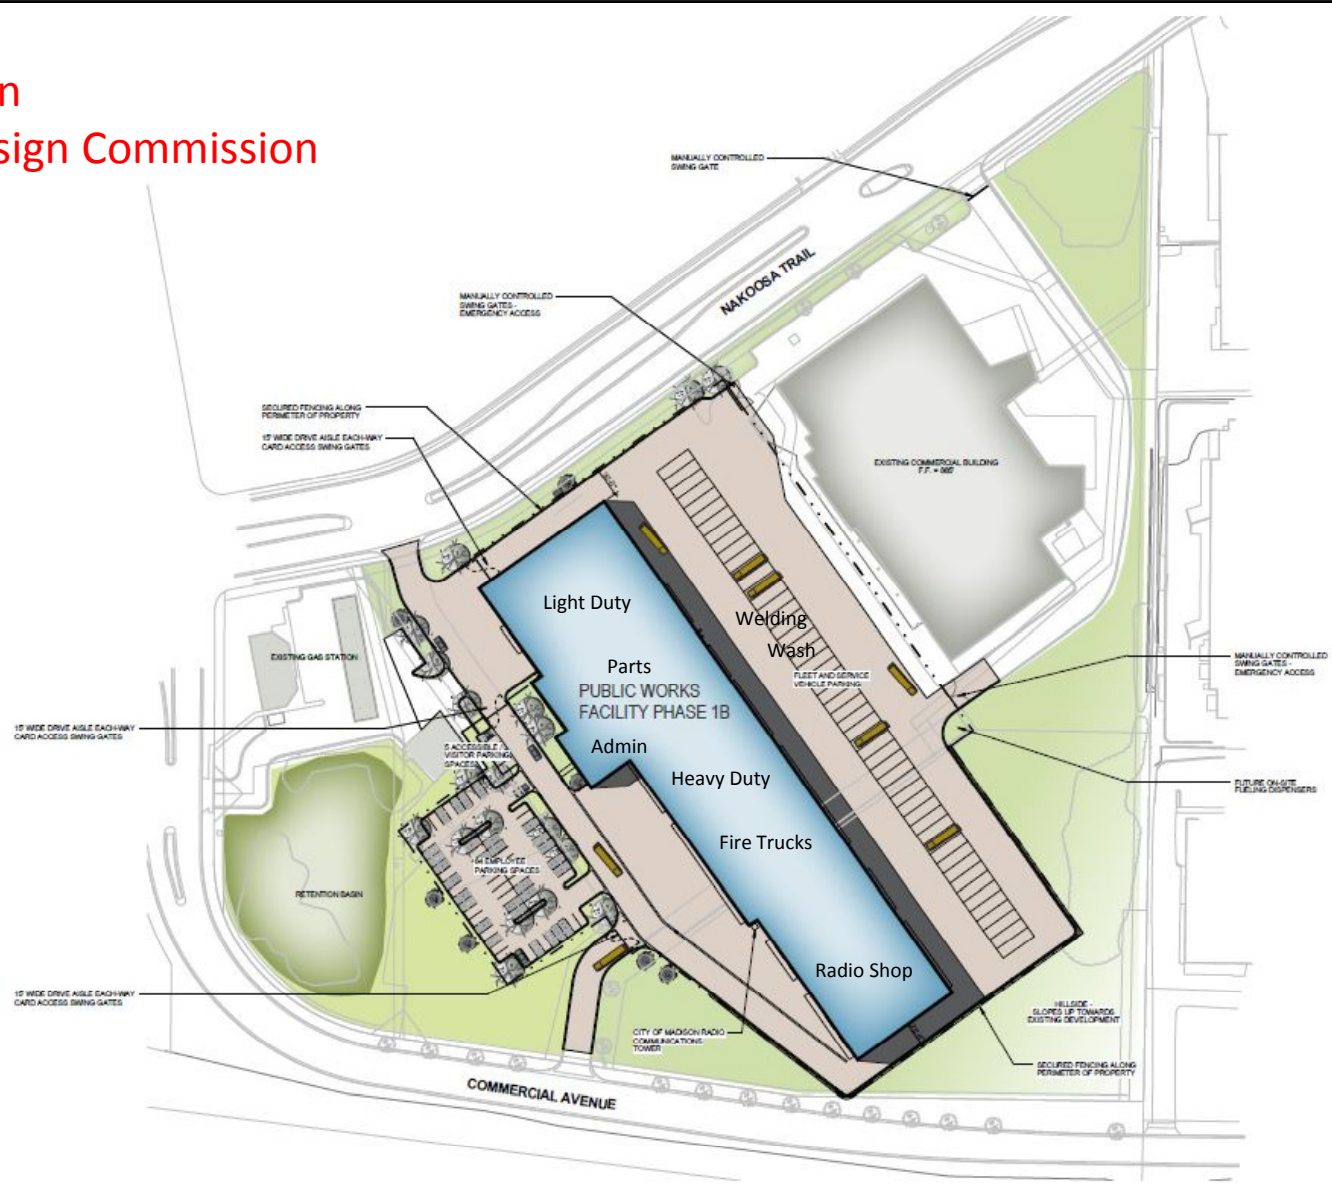 n
sign Commission
MANUALLY CONTROLLED
SWING GATE
NAKOOSA TRAIL
MANUALLY CONTROLLED
SWING GATES -
EMERGENCY ACCESS
SECURED FENCING ALONG
PERIMETER OF PROPERTY
15' WIDE DRIVE AISLE EACH-WAY
CARD ACCESS SWING GATES
EXISTING COMMERCIAL BUILDING
Light Duty
Welding
Wash
EXISTING GAS STATION
Parts
FLEET AND SERVICE
VEHICLE PARKING
MANUALLY CONTROLLED
SWING GATES -
EMERGENCY ACCESS
PUBLIC WORKS
FACILITY PHASE 1B
15' WIDE DRIVE AISLE EACH-WAY
CARD ACCESS SWING GATES
5 ACCESSIBLE /
VISITOR PARKING
SPACES
Admin
Heavy Duty
FUTURE ON-SITE
FUELING DISPENSERS
Fire Trucks
EMPLOYEE
PARKING SPACES
RETENTION BASIN
Radio Shop
15' WIDE DRIVE AISLE EACH-WAY
CARD ACCESS SWING GATES
HILLSIDE -
SLOPES UP TOWARDS
EXISTING DEVELOPMENT
CITY OF MADISON RADIO
COMMUNICATIONS
TOWER
SECURED FENCING ALONG
PERIMETER OF PROPERTY
COMMERCIAL AVENUE